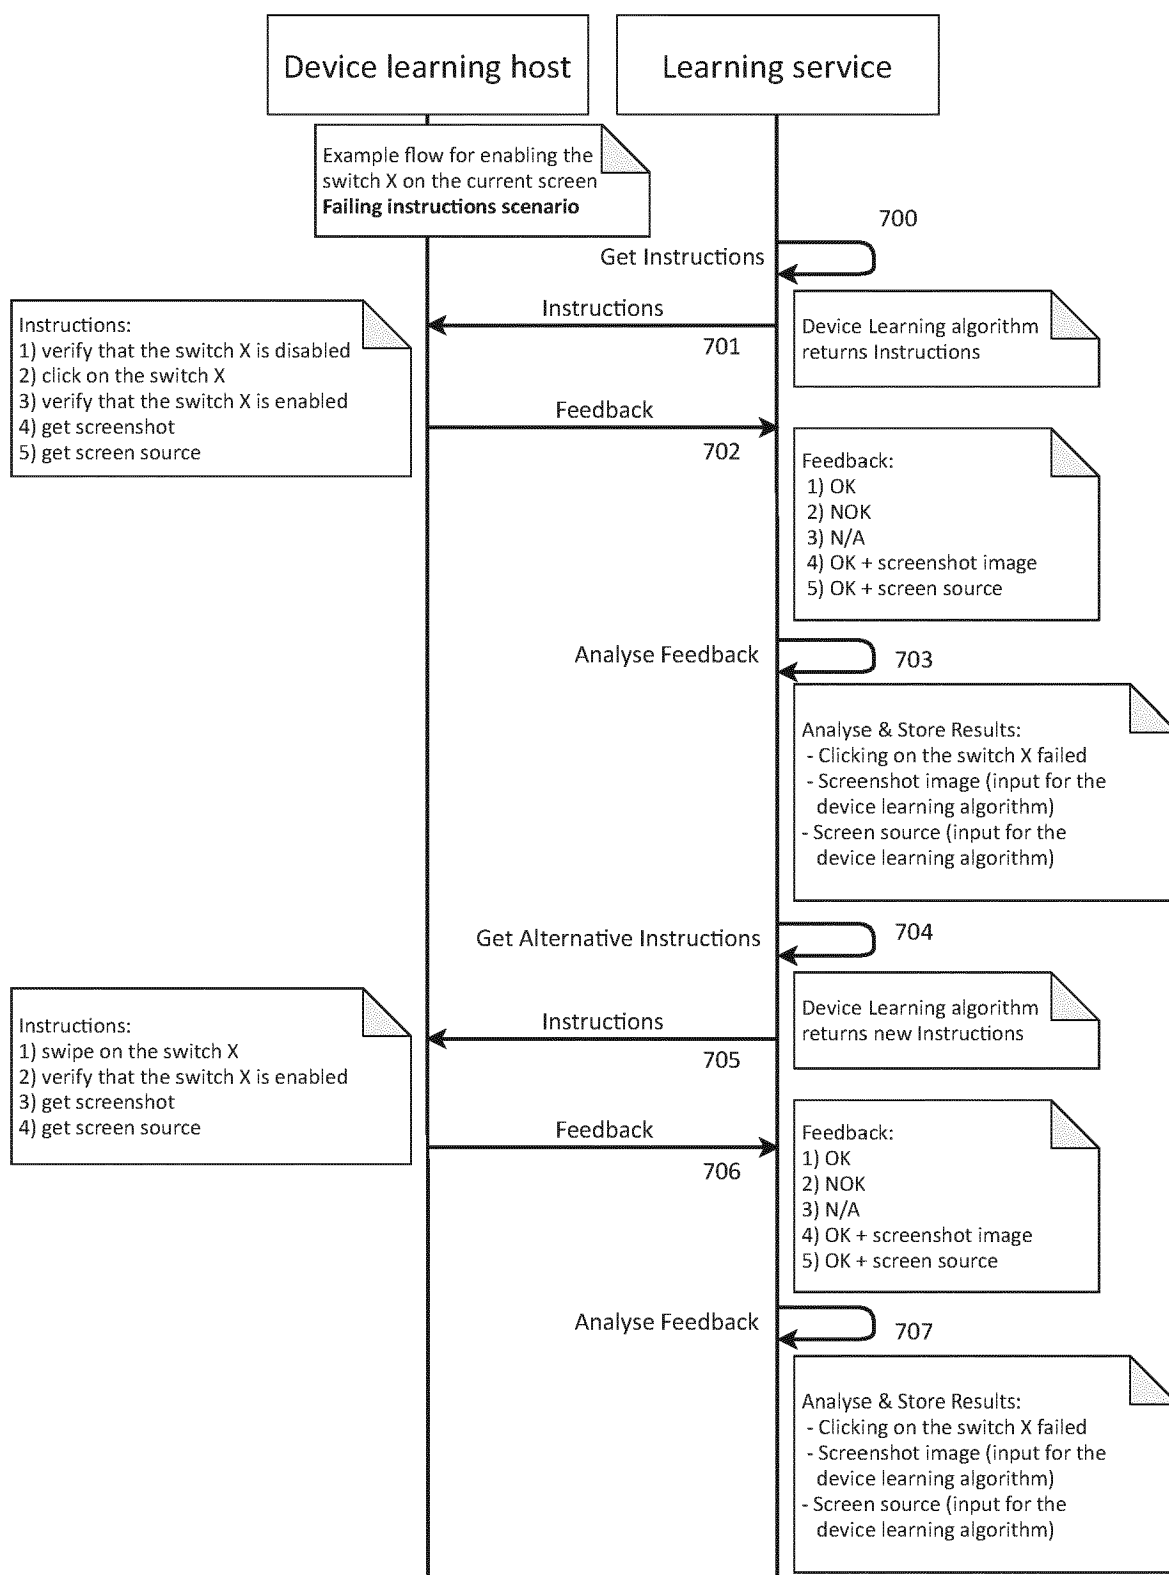 Device learning host
Learning service
Example flow for enabling the
switch X on the current screen
Failing instructions scenario
700
Get Instructions
Instructions
701
Device Learning algorithm
returns Instructions
Instructions:
1) verify that the switch X is disabled
2) click on the switch X
3) verify that the switch X is enabled
4) get screenshot
5) get screen source
Feedback
702
Feedback:
1) OK
2) NOK
3) N/A
4) OK + screenshot image
5) OK + screen source
Analyse Feedback
703
Analyse & Store Results:
- Clicking on the switch X failed
- Screenshot image (input for the
device learning algorithm)
- Screen source (input for the
device learning algorithm)
Get Alternative Instructions
704
Device Learning algorithm
returns new Instructions
Instructions
705
Instructions:
1) swipe on the switch X
2) verify that the switch X is enabled
3) get screenshot
4) get screen source
Feedback
706
Feedback:
1) OK
2) NOK
3) N/A
4) OK + screenshot image
5) OK + screen source
Analyse Feedback
707
Analyse & Store Results:
- Clicking on the switch X failed
- Screenshot image (input for the
device learning algorithm)
- Screen source (input for the
device learning algorithm)